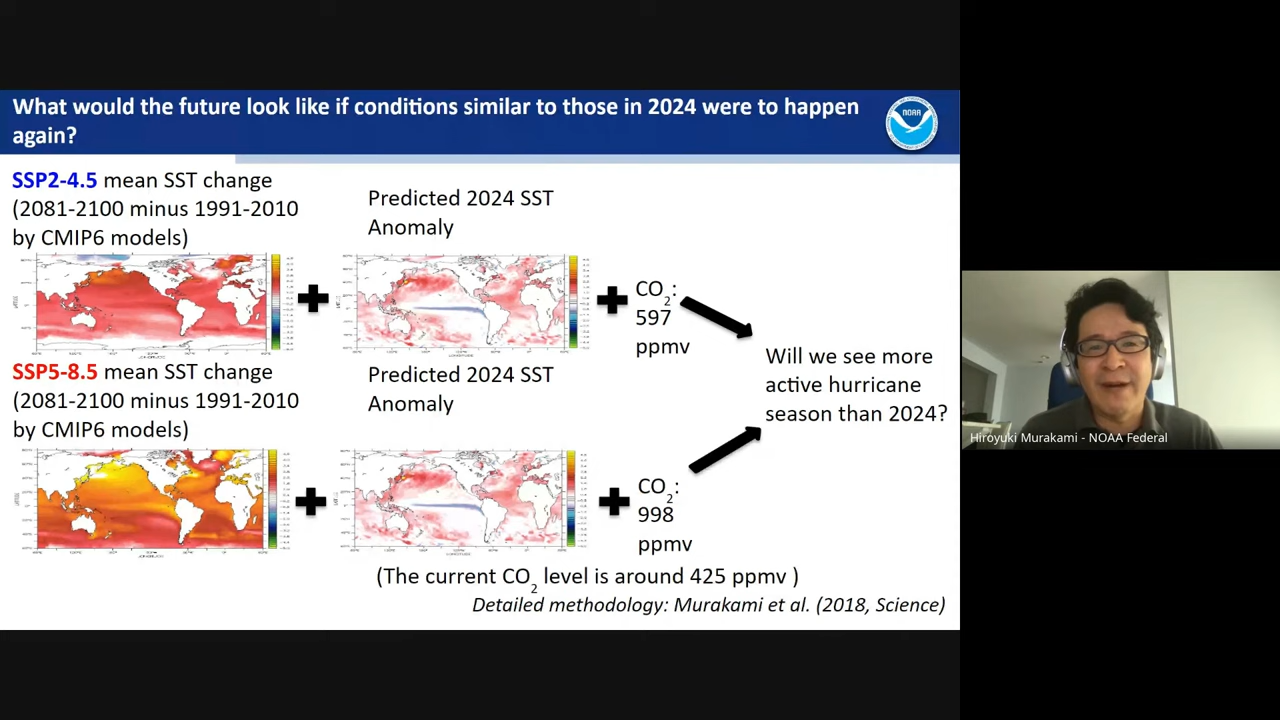 What would the future look like if conditions similar to those in 2024 were to happen
again?
NOAA
SSP2-4.5 mean SST change
(2081-2100 minus 1991-2010
by CMIP6 models)
Predicted 2024 SST
Anomaly
CO2:
597
ppmv
SSP5-8.5 mean SST change
(2081-2100 minus 1991-2010
by CMIP6 models)
Predicted 2024 SST
Anomaly
CO2:
998
ppmv
Will we see more
active hurricane
season than 2024?
(The current CO2 level is around 425 ppmv )
Detailed methodology: Murakami et al. (2018, Science)
Hiroyuki Murakami - NOAA Federal